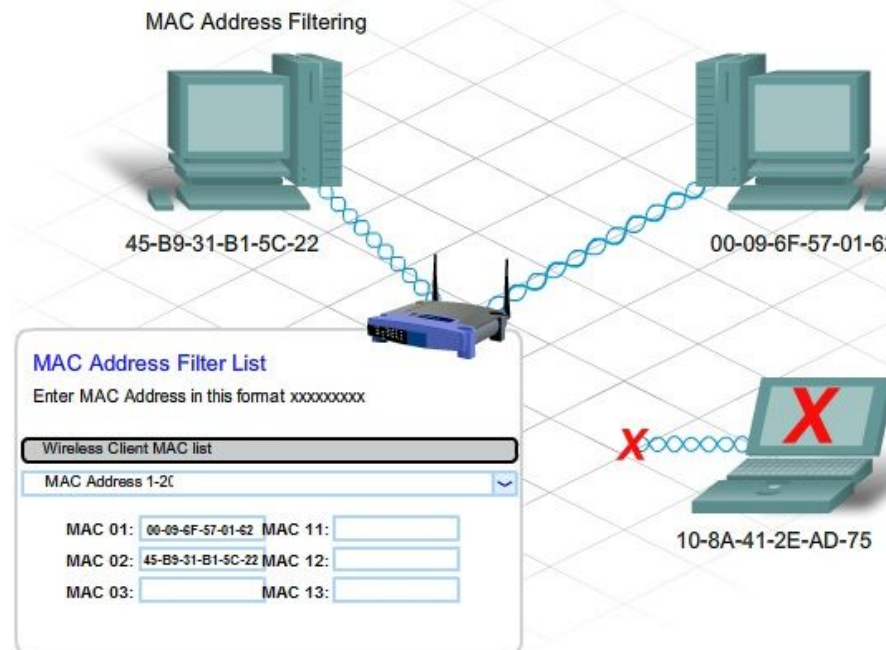 MAC Address Filtering
45-B9-31-B1-5C-22
00-09-6F-57-01-62
MAC Address Filter List
Enter MAC Address in this format xxxxxxxxx
Wireless Client MAC list
MAC Address 1-20
MAC 01: 00-09-6F-57-01-62 MAC 11:
MAC 02: 45-B9-31-B1-5C-22 MAC 12:
MAC 03: MAC 13:
X
X
10-8A-41-2E-AD-75